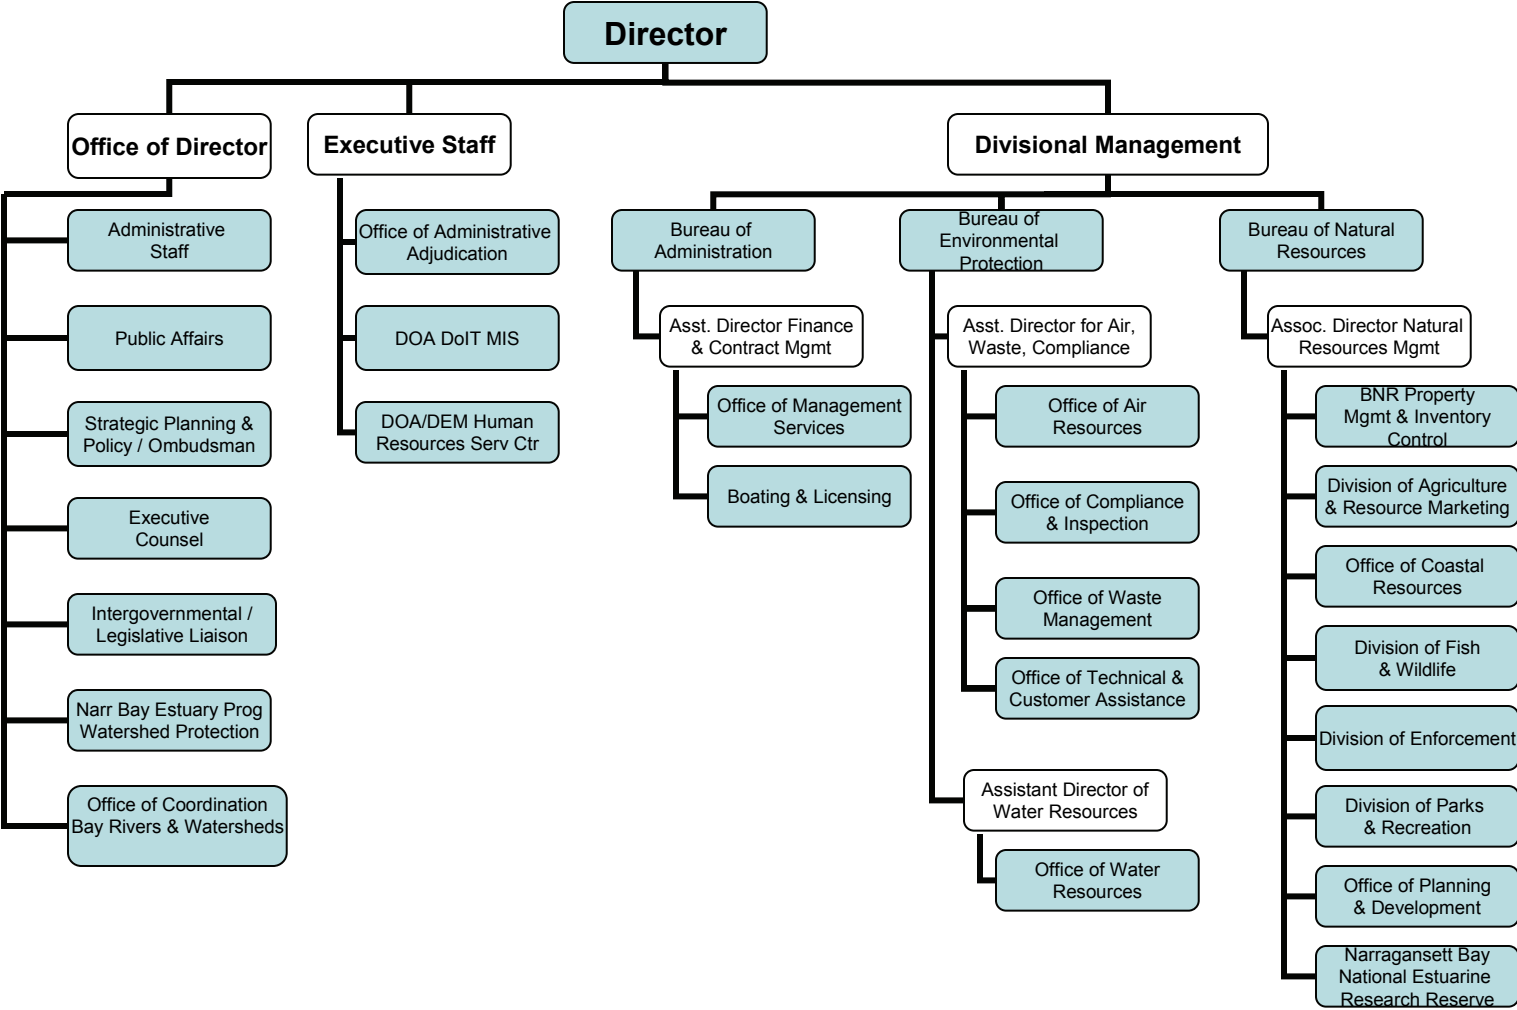 Director
Office of Director
Executive Staff
Divisional Management
Administrative
Staff
Public Affairs
Strategic Planning &
Policy / Ombudsman
Executive
Counsel
Intergovernmental /
Legislative Liaison
Narr Bay Estuary Prog
Watershed Protection
Office of Coordination
Bay Rivers & Watersheds
Office of Administrative
Adjudication
DOA DoIT MIS
DOA/DEM Human
Resources Serv Ctr
Bureau of
Administration
Asst. Director Finance
& Contract Mgmt
Office of Management
Services
Boating & Licensing
Bureau of
Environmental
Protection
Asst. Director for Air,
Waste, Compliance
Office of Air
Resources
Office of Compliance
& Inspection
Office of Waste
Management
Office of Technical &
Customer Assistance
Assistant Director of
Water Resources
Office of Water
Resources
Bureau of Natural
Resources
Assoc. Director Natural
Resources Mgmt
BNR Property
Mgmt & Inventory
Control
Division of Agriculture
& Resource Marketing
Office of Coastal
Resources
Division of Fish
& Wildlife
Division of Enforcement
Division of Parks
& Recreation
Office of Planning
& Development
Narragansett Bay
National Estuarine
Research Reserve